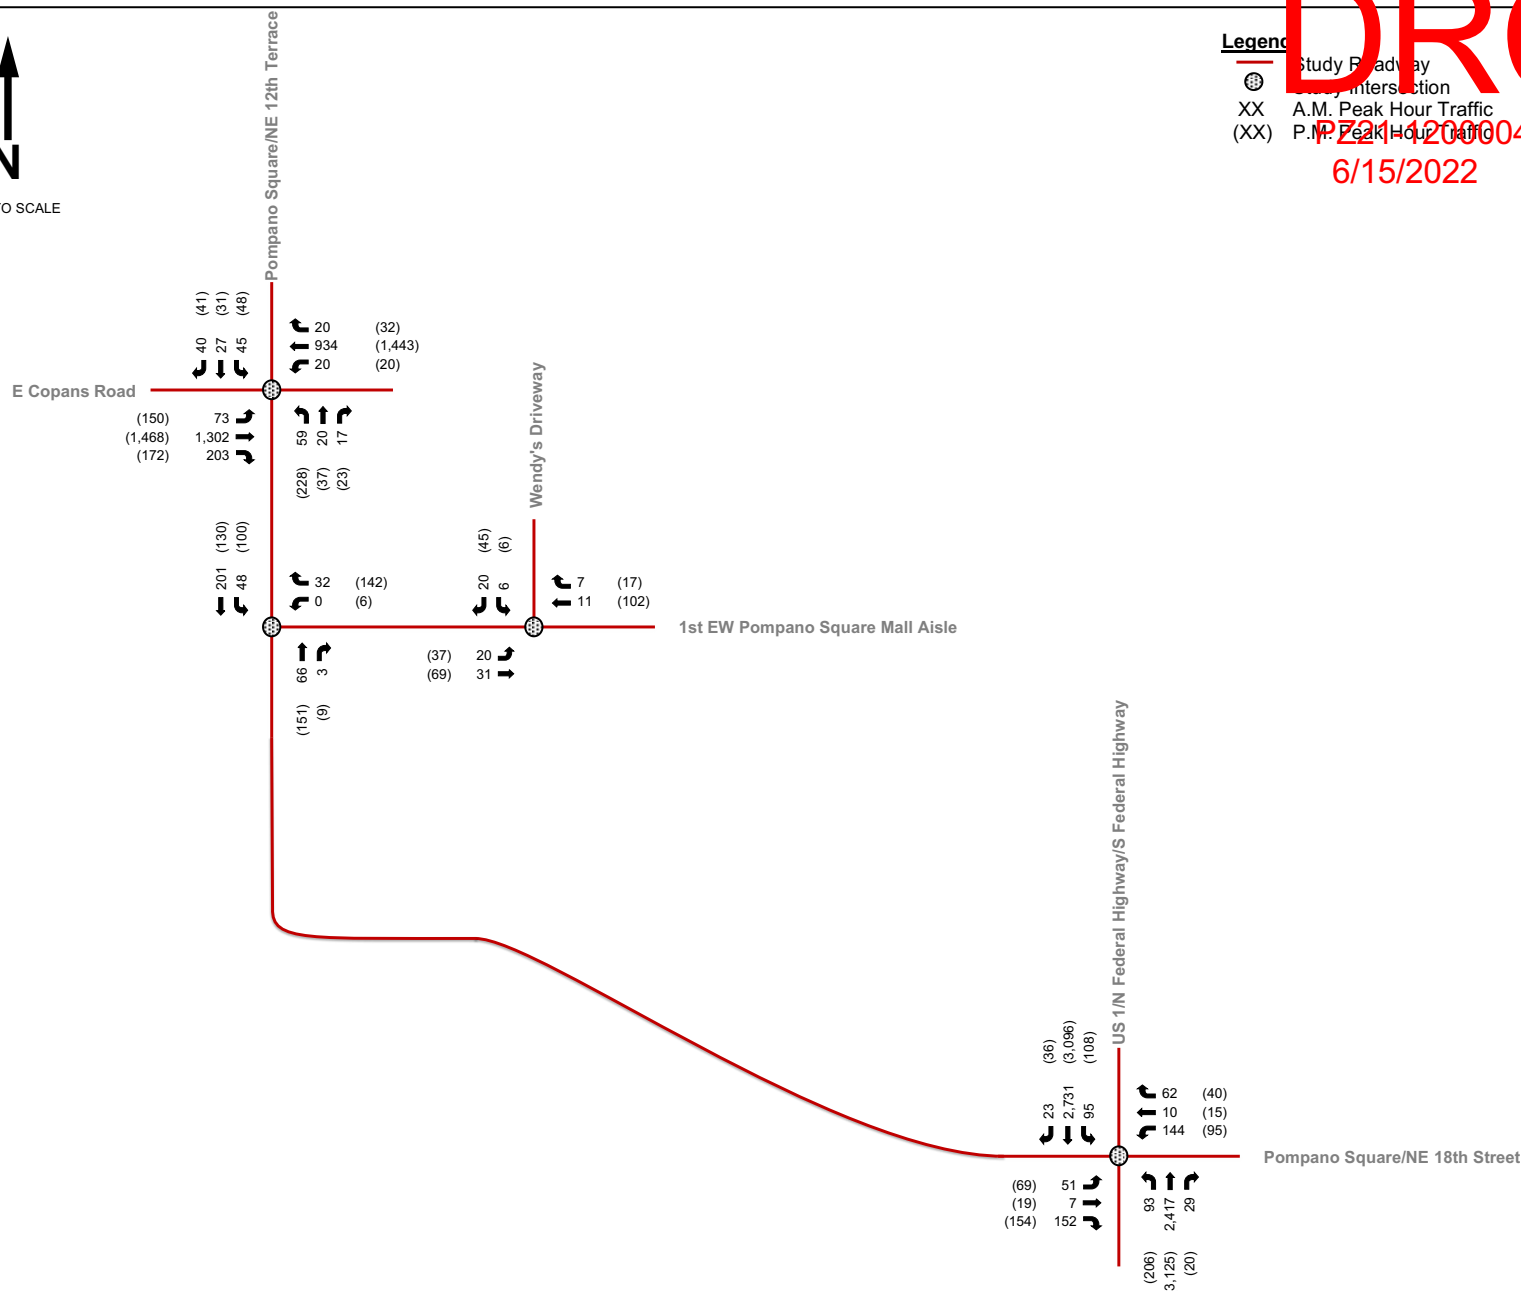 DR
Legend
Study Roadway
Study Intersection
XX A.M. Peak Hour Traffic
(XX) P.M. Peak Hour Traffic
PZ21-1200004
6/15/2022
N
TO SCALE
Pompano Square/NE 12th Terrace
(41) (31) (48)
40 27 45
20 (32)
934 (1,443)
20 (20)
E Copans Road
(150) 73
(1,468) 1,302
(172) 203
59 20 17
(228) (37) (23)
Wendy's Driveway
(130) (100)
201 48
32 (142)
0 (6)
(45) (6)
20 6
7 (17)
11 (102)
1st EW Pompano Square Mall Aisle
66 3
(151) (9)
(37) 20
(69) 31
US 1/N Federal Highway/S Federal Highway
(36) (3,096) (108)
23 2,731 95
62 (40)
10 (15)
144 (95)
Pompano Square/NE 18th Street
(69) 51
(19) 7
(154) 152
93 2,417 29
(206) 3,125) (20)